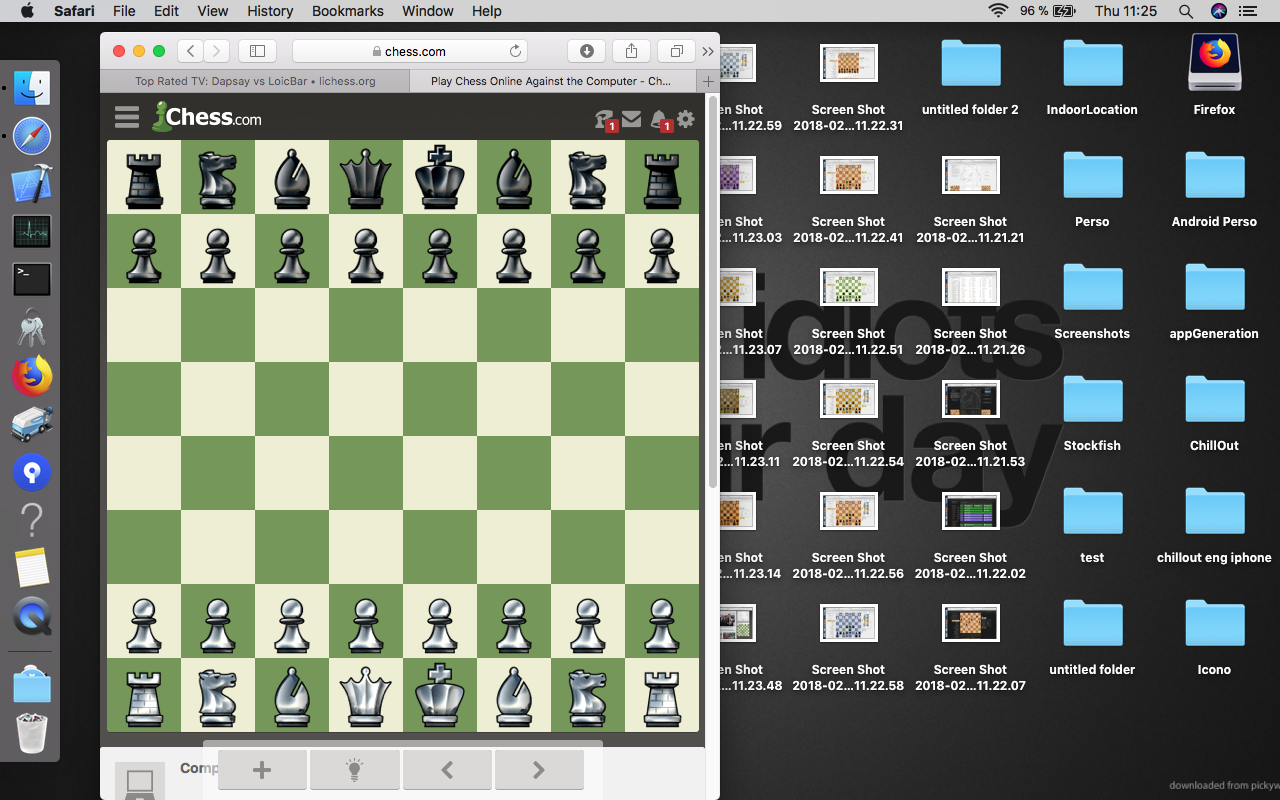 Safari File Edit View History Bookmarks Window Help 96 % Thu 11:25
chess.com
Top Rated TV: Dapsay vs LoicBar • lichess.org Play Chess Online Against the Computer - Ch...
Chess.com 1 1
Comp
en Shot
2...11.22.59
Screen Shot
2018-02...11.22.31
untitled folder 2
IndoorLocation
Firefox
en Shot
2...11.23.03
Screen Shot
2018-02...11.22.41
Screen Shot
2018-02...11.21.21
Perso
Android Perso
en Shot
2...11.23.07
Screen Shot
2018-02...11.22.51
Screen Shot
2018-02...11.21.26
Screenshots
appGeneration
en Shot
2...11.23.11
Screen Shot
2018-02...11.22.54
Screen Shot
2018-02...11.21.53
Stockfish
ChillOut
en Shot
2...11.23.14
Screen Shot
2018-02...11.22.56
Screen Shot
2018-02...11.22.02
test
chillout eng iphone
en Shot
2...11.23.48
Screen Shot
2018-02...11.22.58
Screen Shot
2018-02...11.22.07
untitled folder
Icono
idiots
ur day
downloaded from pickyw